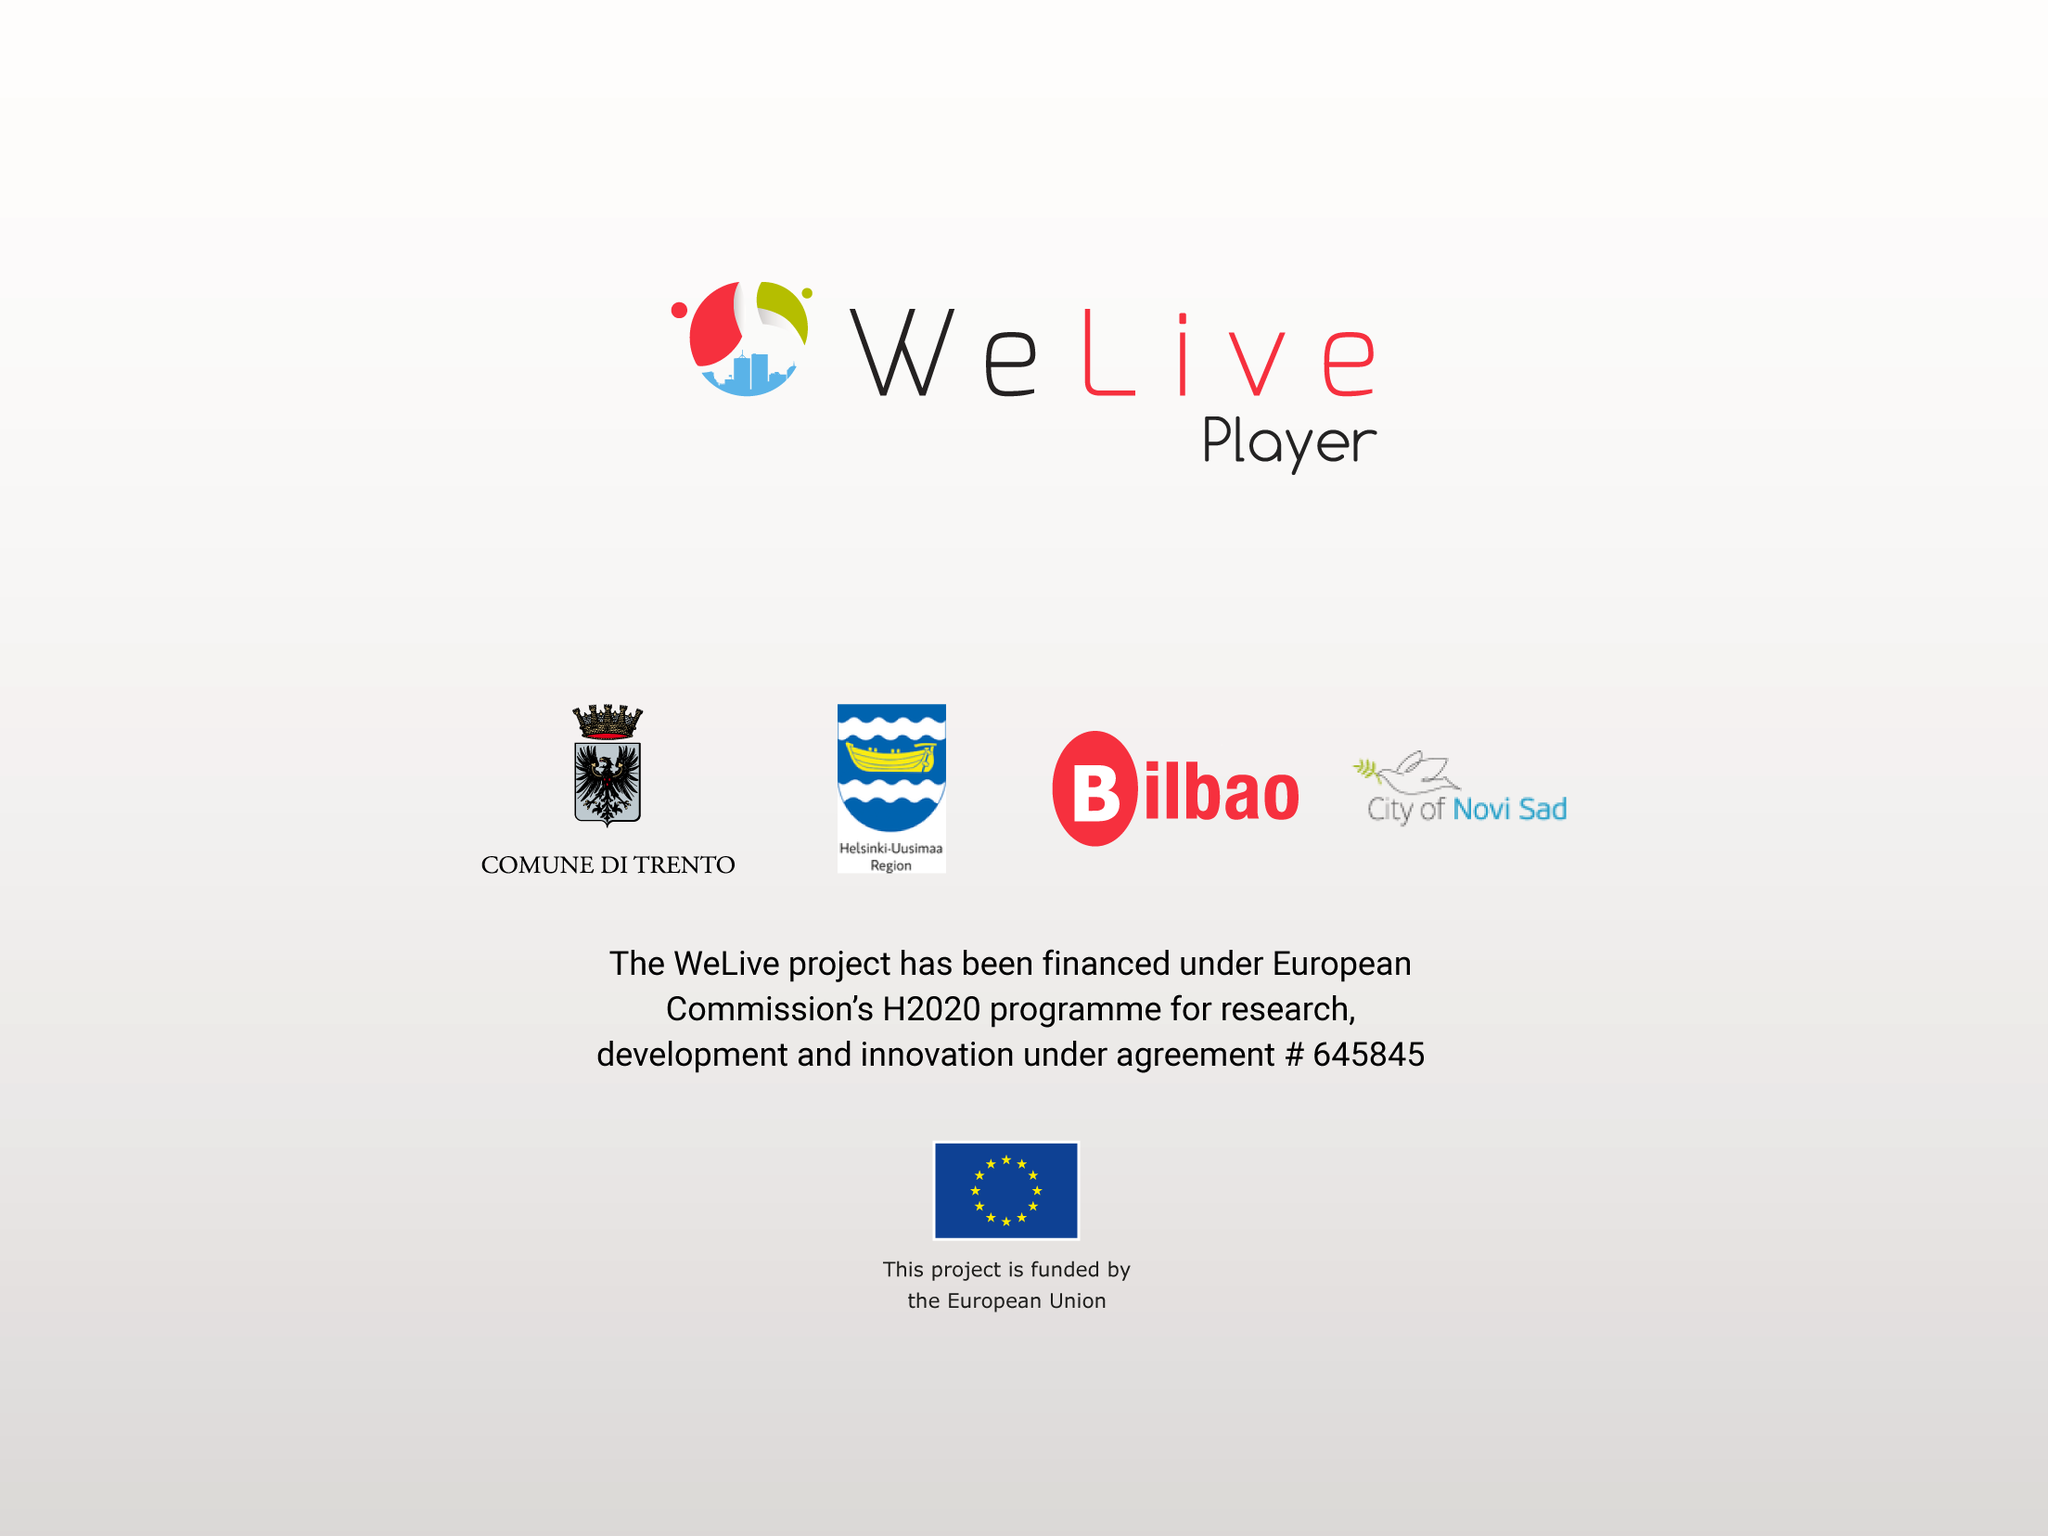 WeLive
Player
COMUNE DI TRENTO
Helsinki-Uusimaa
Region
Bilbao
City of Novi Sad
The WeLive project has been financed under European
Commission’s H2020 programme for research,
development and innovation under agreement # 645845
This project is funded by
the European Union